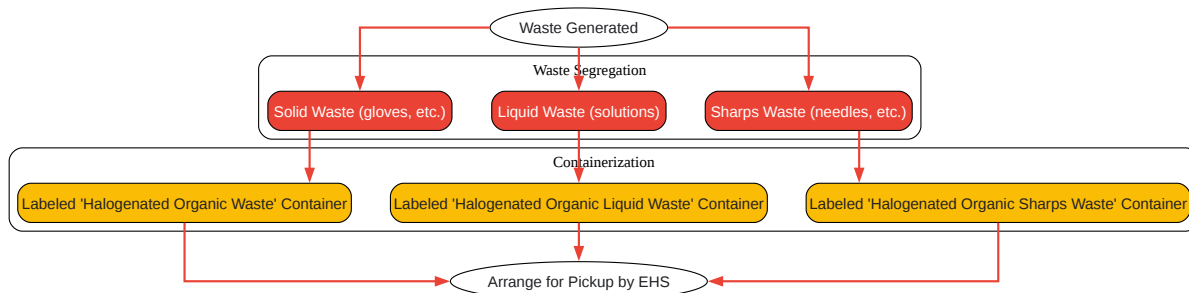 Waste Generated
Waste Segregation
Solid Waste (gloves, etc.)
Liquid Waste (solutions)
Sharps Waste (needles, etc.)
Containerization
Labeled 'Halogenated Organic Waste' Container
Labeled 'Halogenated Organic Liquid Waste' Container
Labeled 'Halogenated Organic Sharps Waste' Container
Arrange for Pickup by EHS